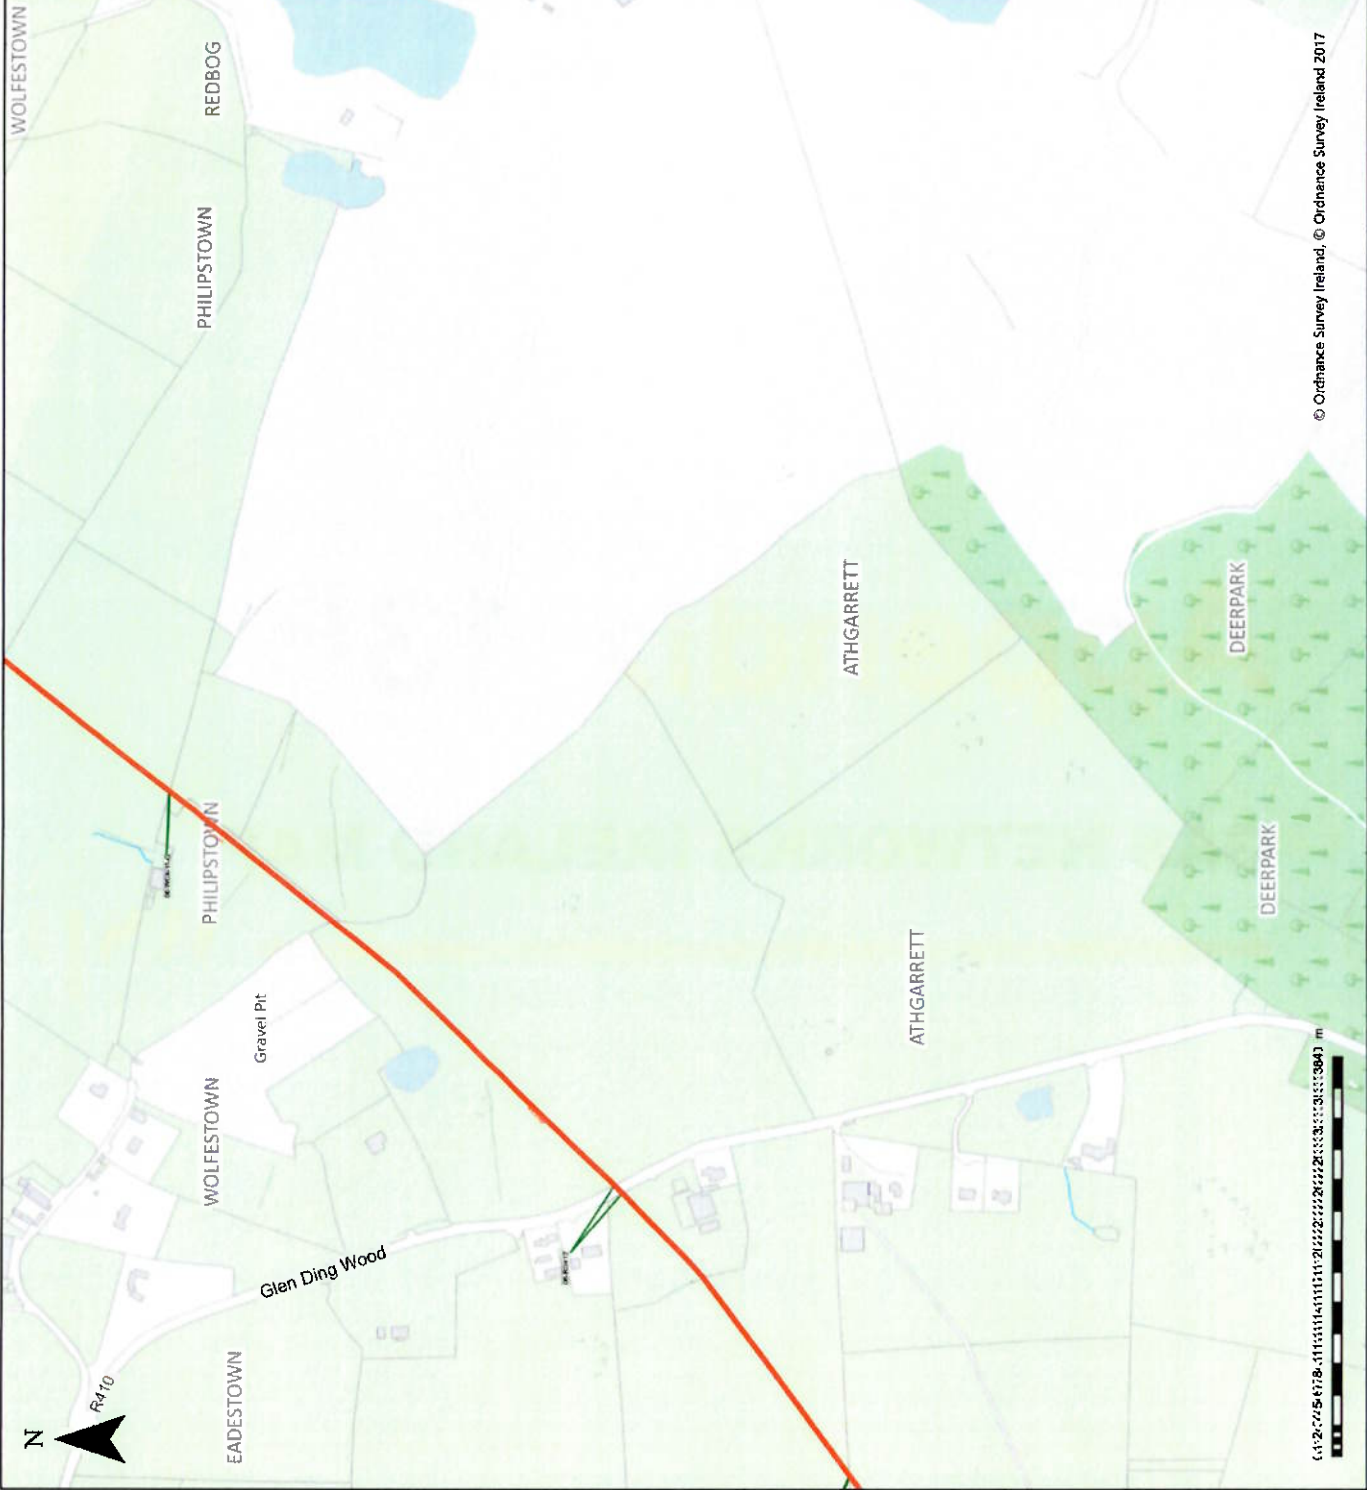 WOLFESTOWN
REDBOG
PHILIPSTOWN
PHILIPSTOWN
Gravel Pit
WOLFESTOWN
Glen Ding Wood
EADESTOWN
R410
N
ATHGARRETT
ATHGARRETT
DEERPARK
DEERPARK
m
© Ordnance Survey Ireland, © Ordnance Survey Ireland 2017